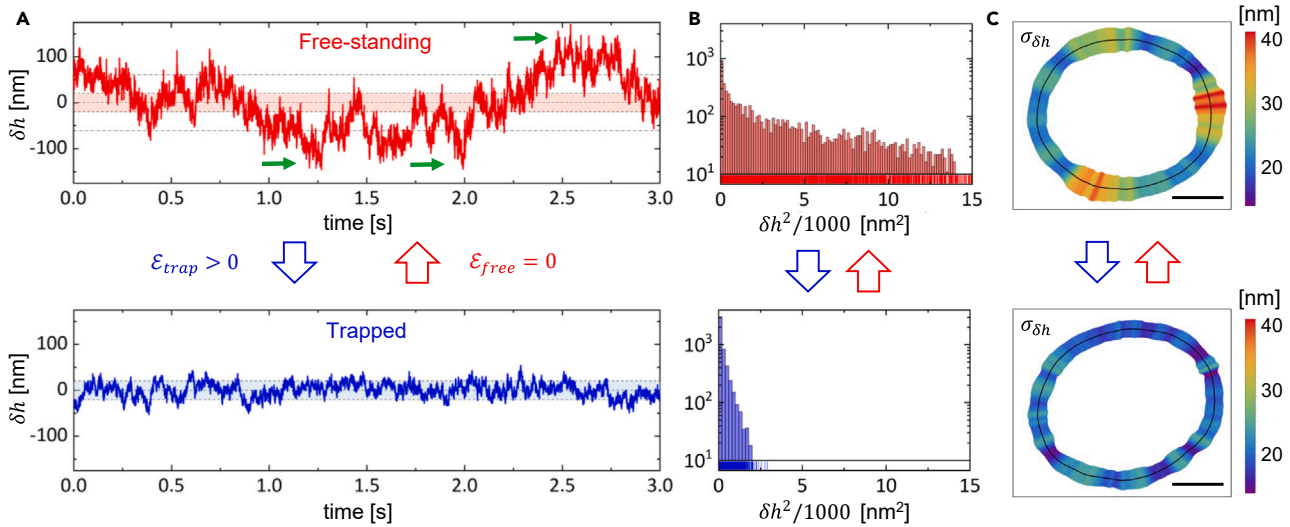 A
Free-standing
δh [nm]
100
0
-100
0.0 0.5 1.0 1.5 2.0 2.5 3.0
time [s]
B
10³
10²
10¹
0 5 10 15
δh²/1000 [nm²]
C
[nm]
σδh
40
30
20
ℰtrap > 0
ℰfree = 0
Trapped
δh [nm]
100
0
-100
0.0 0.5 1.0 1.5 2.0 2.5 3.0
time [s]
10³
10²
10¹
0 5 10 15
δh²/1000 [nm²]
[nm]
σδh
40
30
20